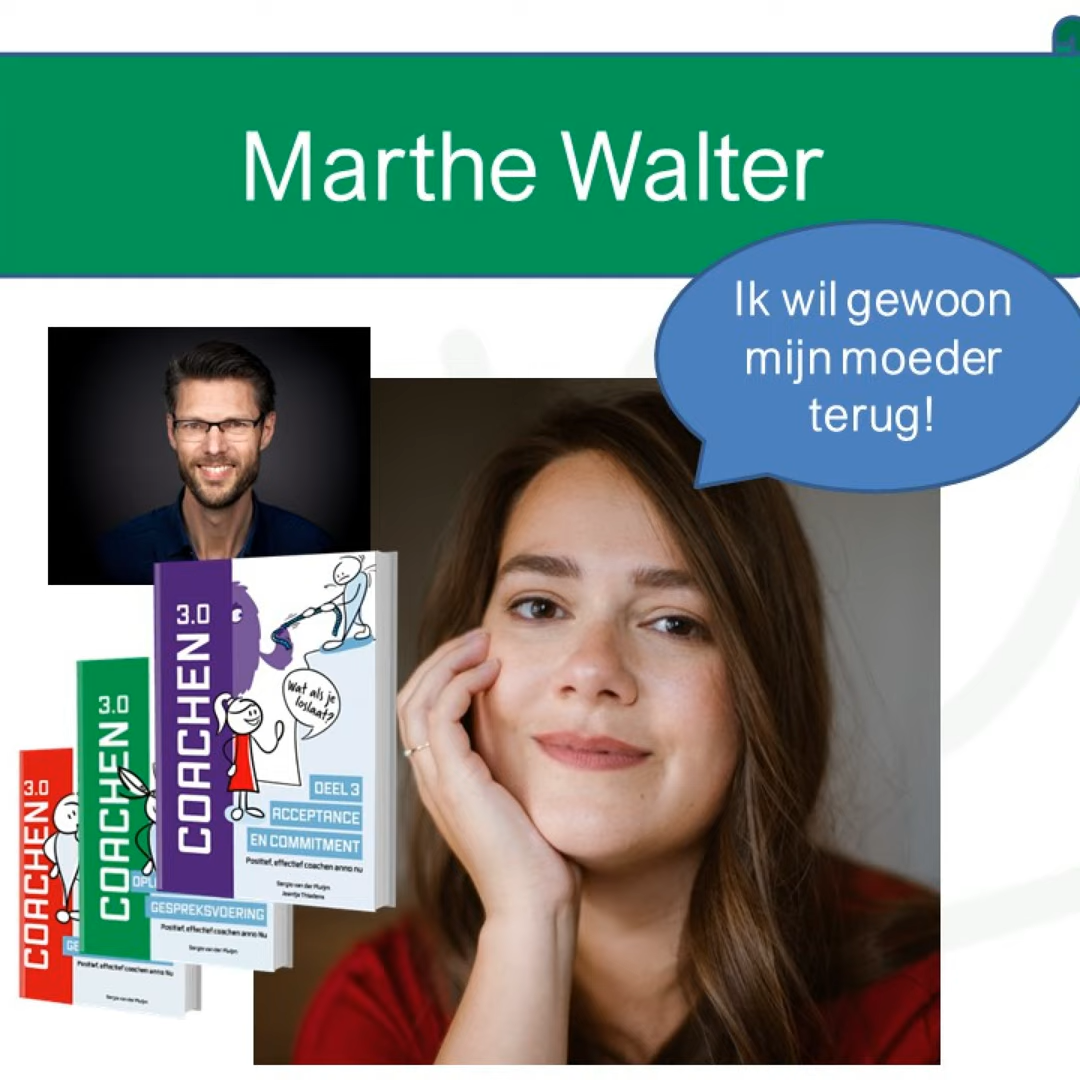 Marthe Walter
Ik wil gewoon
mijn moeder
terug!
3.0
COACHEN
Wat als je
loslaat?
DEEL 3
ACCEPTANCE
EN COMMITMENT
Positief, effectief coachen anno nu
Sergio van der Pluijm
Jeantje Thiadens
3.0
COACHEN
OPL
GESPREKSVOERING
Positief, effectief coachen anno Nu
Sergio van der Pluijm
3.0
COACHEN
GE
Positief, effectief coachen anno Nu
Sergio van der Pluijm